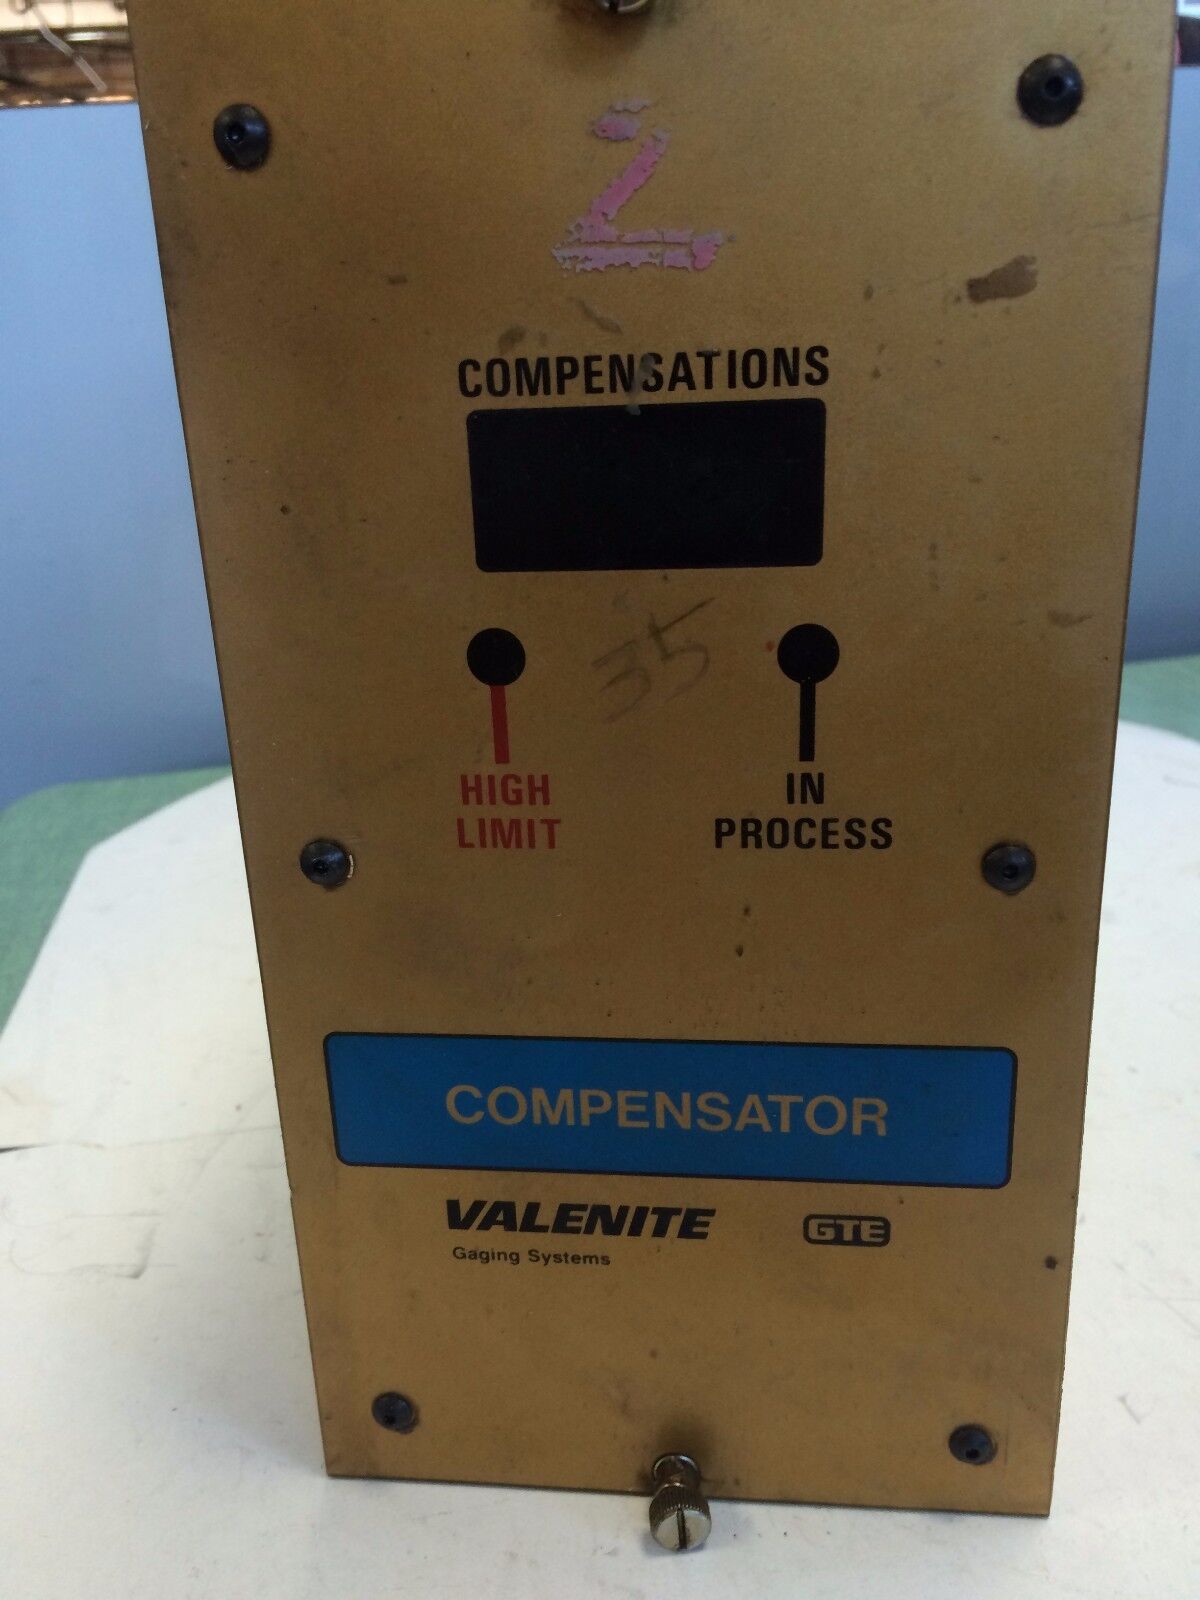 2
COMPENSATIONS
35
HIGH
LIMIT
IN
PROCESS
COMPENSATOR
VALENITE
GTE
Gaging Systems